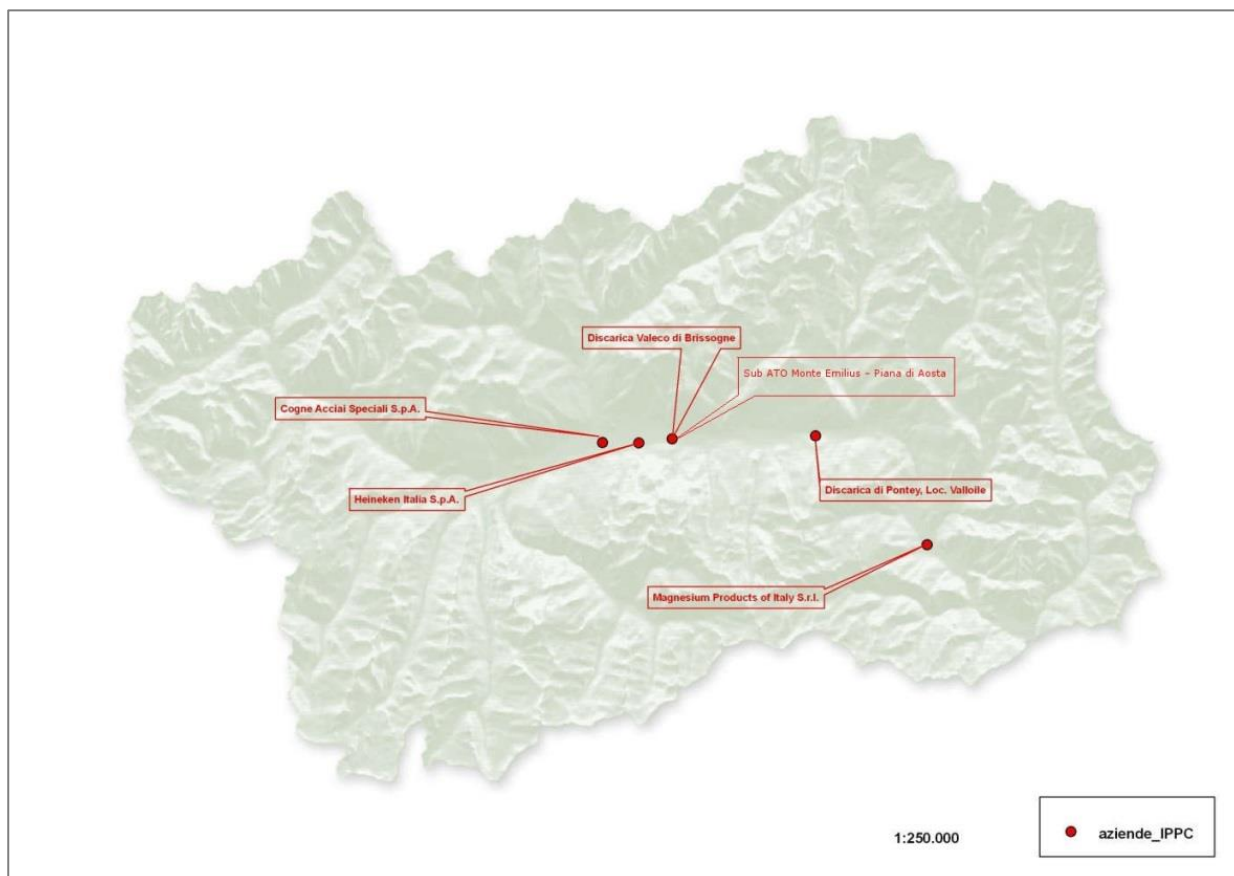 Discarica Valeco di Brissogne
Sub ATO Monte Emilius – Piana di Aosta
Cogne Acciai Speciali S.p.A.
Heineken Italia S.p.A.
Discarica di Pontey, Loc. Valloile
Magnesium Products of Italy S.r.l.
1:250.000
aziende_IPPC